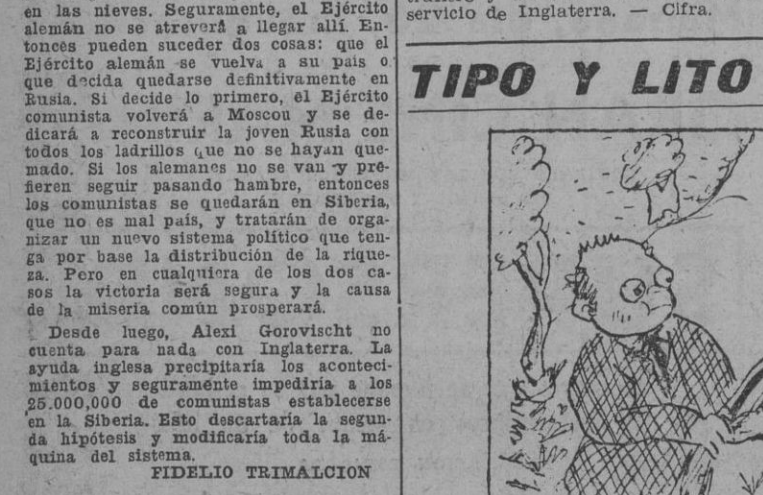 en las nieves. Seguramente, el Ejército
alemán no se atreverá a llegar allí. En-
tonces pueden suceder dos cosas: que el
Ejército alemán se vuelva a su país o
que decida quedarse definitivamente en
Rusia. Si decide lo primero, el Ejército
comunista volverá a Moscou y se de-
dicará a reconstruir la joven Rusia con
todos los ladrillos que no se hayan que-
mado. Si los alemanes no se van y pre-
fieren seguir pasando hambre, entonces
los comunistas se quedarán en Siberia,
que no es mal país, y tratarán de orga-
nizar un nuevo sistema político que ten-
ga por base la distribución de la rique-
za. Pero en cualquiera de los dos ca-
sos la victoria será segura y la causa
de la miseria común prosperará.
Desde luego, Alexi Gorovischt no
cuenta para nada con Inglaterra. La
ayuda inglesa precipitaría los aconteci-
mientos y seguramente impediría a los
25.000,000 de comunistas establecerse
en la Siberia. Esto descartaría la segun-
da hipótesis y modificaría toda la má-
quina del sistema.
FIDELIO TRIMALCION
servicio de Inglaterra. — Cifra.
TIPO Y LITO